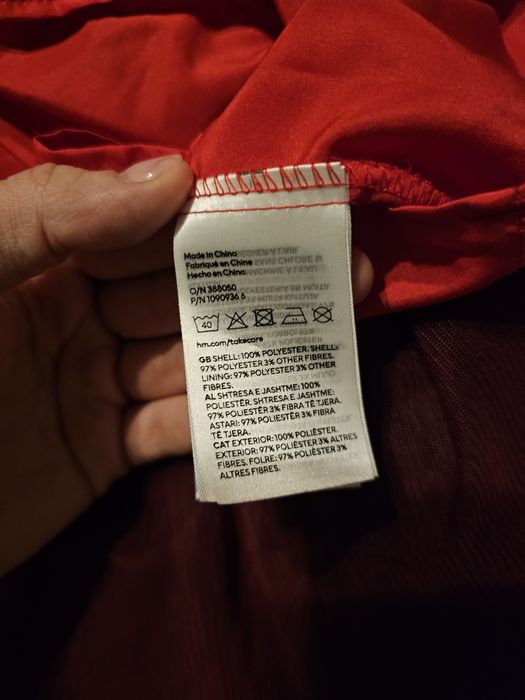 Made in China
Fabriqué en Chine
Hecho en China
O/N 388050
P/N 1090936.6
40
hm.com/takecare
GB SHELL: 100% POLYESTER. SHELL:
97% POLYESTER 3% OTHER FIBRES.
LINING: 97% POLYESTER 3% OTHER
FIBRES.
AL SHTRESA E JASHTME: 100%
POLIESTËR. SHTRESA E JASHTME:
97% POLIESTËR 3% FIBRA TË TJERA.
ASTARI: 97% POLIESTËR 3% FIBRA
TË TJERA.
CAT EXTERIOR: 100% POLIÈSTER.
EXTERIOR: 97% POLIÈSTER 3% ALTRES
FIBRES. FOLRE: 97% POLIÈSTER 3%
ALTRES FIBRES.